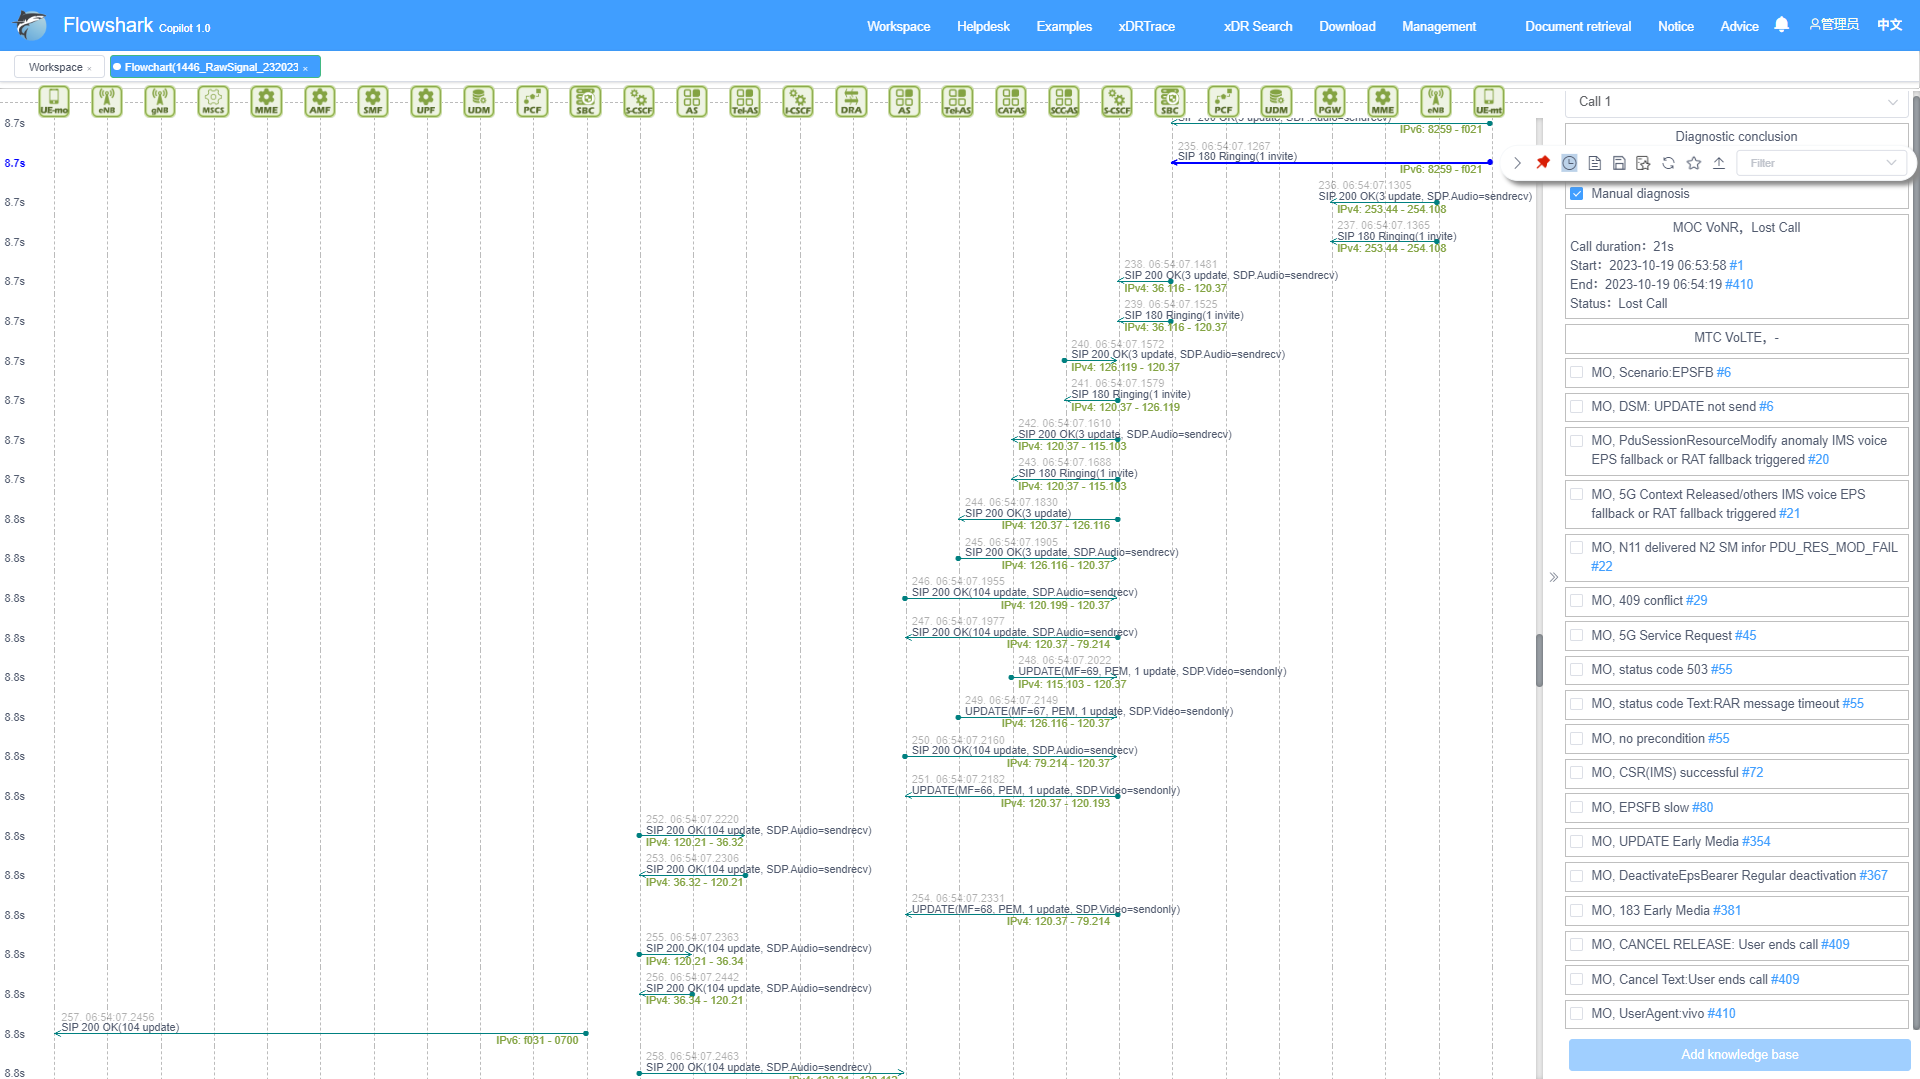 Flowshark Copilot 1.0
Workspace Helpdesk Examples xDRTrace xDR Search Download Management Document retrieval Notice Advice 管理员 中文
Workspace ×
Flowchart(1446_RawSignal_232023 ×
UE-mo eNB gNB MSCS MME AMF SMF UPF UDM PCF SBC S-CSCF AS Tel-AS I-CSCF DRA AS Tel-AS CAT-AS SCC-AS S-CSCF SBC PCF UDM PGW MME eNB UE-mt
8.7s
SIP 200 OK(3 update, SDP.Audio=sendrecv)
IPv6: 8259 - f021
8.7s
235. 06:54:07.1267
SIP 180 Ringing(1 invite)
IPv6: 8259 - f021
8.7s
236. 06:54:07.1305
SIP 200 OK(3 update, SDP.Audio=sendrecv)
IPv4: 253.44 - 254.108
8.7s
237. 06:54:07.1365
SIP 180 Ringing(1 invite)
IPv4: 253.44 - 254.108
8.7s
238. 06:54:07.1481
SIP 200 OK(3 update, SDP.Audio=sendrecv)
IPv4: 36.116 - 120.37
8.7s
239. 06:54:07.1525
SIP 180 Ringing(1 invite)
IPv4: 36.116 - 120.37
8.7s
240. 06:54:07.1572
SIP 200 OK(3 update, SDP.Audio=sendrecv)
IPv4: 126.119 - 120.37
8.7s
241. 06:54:07.1579
SIP 180 Ringing(1 invite)
IPv4: 120.37 - 126.119
8.7s
242. 06:54:07.1610
SIP 200 OK(3 update, SDP.Audio=sendrecv)
IPv4: 120.37 - 115.103
8.7s
243. 06:54:07.1688
SIP 180 Ringing(1 invite)
IPv4: 120.37 - 115.103
8.8s
244. 06:54:07.1830
SIP 200 OK(3 update)
IPv4: 120.37 - 126.116
8.8s
245. 06:54:07.1905
SIP 200 OK(3 update, SDP.Audio=sendrecv)
IPv4: 126.116 - 120.37
8.8s
246. 06:54:07.1955
SIP 200 OK(104 update, SDP.Audio=sendrecv)
IPv4: 120.199 - 120.37
8.8s
247. 06:54:07.1977
SIP 200 OK(104 update, SDP.Audio=sendrecv)
IPv4: 120.37 - 79.214
8.8s
248. 06:54:07.2022
UPDATE(MF=69, PEM, 1 update, SDP.Video=sendonly)
IPv4: 115.103 - 120.37
8.8s
249. 06:54:07.2149
UPDATE(MF=67, PEM, 1 update, SDP.Video=sendonly)
IPv4: 126.116 - 120.37
8.8s
250. 06:54:07.2160
SIP 200 OK(104 update, SDP.Audio=sendrecv)
IPv4: 79.214 - 120.37
8.8s
251. 06:54:07.2182
UPDATE(MF=66, PEM, 1 update, SDP.Video=sendonly)
IPv4: 120.37 - 120.193
8.8s
252. 06:54:07.2220
SIP 200 OK(104 update, SDP.Audio=sendrecv)
IPv4: 120.21 - 36.32
8.8s
253. 06:54:07.2306
SIP 200 OK(104 update, SDP.Audio=sendrecv)
IPv4: 36.32 - 120.21
8.8s
254. 06:54:07.2331
UPDATE(MF=68, PEM, 1 update, SDP.Video=sendonly)
IPv4: 120.37 - 79.214
8.8s
255. 06:54:07.2363
SIP 200 OK(104 update, SDP.Audio=sendrecv)
IPv4: 120.21 - 36.34
8.8s
256. 06:54:07.2442
SIP 200 OK(104 update, SDP.Audio=sendrecv)
IPv4: 36.34 - 120.21
8.8s
257. 06:54:07.2456
SIP 200 OK(104 update)
IPv6: f031 - 0700
8.8s
258. 06:54:07.2463
SIP 200 OK(104 update, SDP.Audio=sendrecv)
Call 1
Diagnostic conclusion
Filter
Manual diagnosis
MOC VoNR，Lost Call
Call duration：21s
Start：2023-10-19 06:53:58 #1
End：2023-10-19 06:54:19 #410
Status：Lost Call
MTC VoLTE，-
MO, Scenario:EPSFB #6
MO, DSM: UPDATE not send #6
MO, PduSessionResourceModify anomaly IMS voice
EPS fallback or RAT fallback triggered #20
MO, 5G Context Released/others IMS voice EPS
fallback or RAT fallback triggered #21
MO, N11 delivered N2 SM infor PDU_RES_MOD_FAIL
#22
MO, 409 conflict #29
MO, 5G Service Request #45
MO, status code 503 #55
MO, status code Text:RAR message timeout #55
MO, no precondition #55
MO, CSR(IMS) successful #72
MO, EPSFB slow #80
MO, UPDATE Early Media #354
MO, DeactivateEpsBearer Regular deactivation #367
MO, 183 Early Media #381
MO, CANCEL RELEASE: User ends call #409
MO, Cancel Text:User ends call #409
MO, UserAgent:vivo #410
Add knowledge base